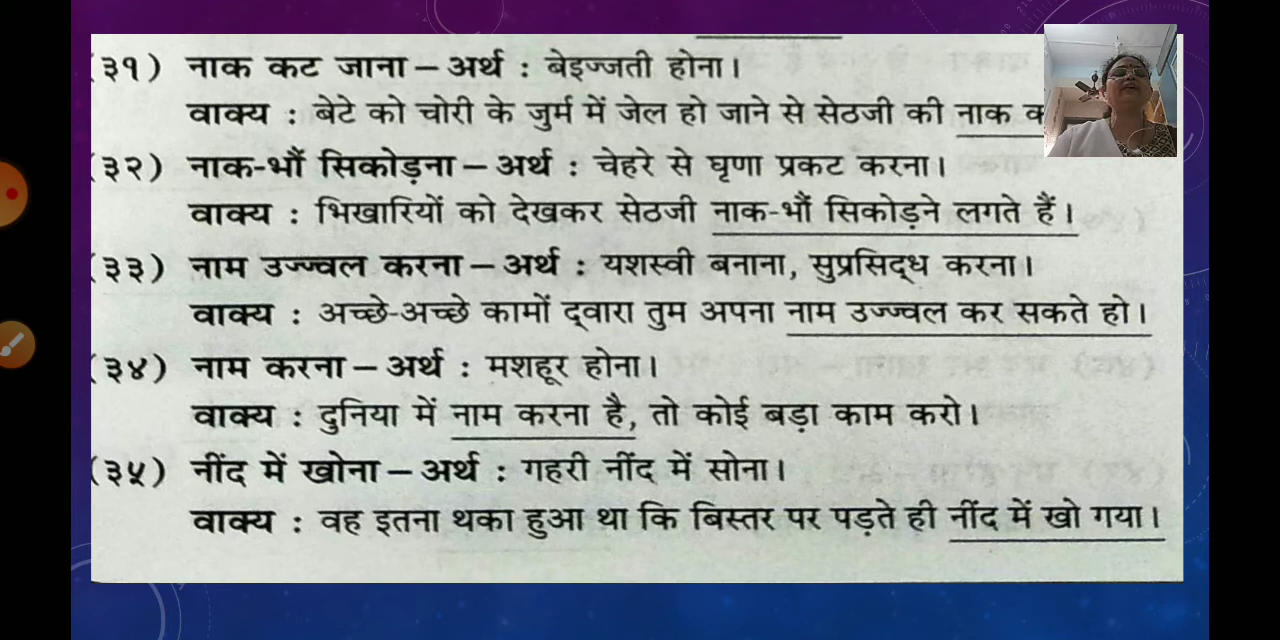 (३१) नाक कट जाना – अर्थ : बेइज्जती होना।
वाक्य : बेटे को चोरी के जुर्म में जेल हो जाने से सेठजी की नाक
(३२) नाक-भौं सिकोड़ना – अर्थ : चेहरे से घृणा प्रकट करना।
वाक्य : भिखारियों को देखकर सेठजी नाक-भौं सिकोड़ने लगते हैं।
(३३) नाम उज्ज्वल करना – अर्थ : यशस्वी बनाना, सुप्रसिद्ध करना।
वाक्य : अच्छे-अच्छे कामों द्वारा तुम अपना नाम उज्ज्वल कर सकते हो।
(३४) नाम करना – अर्थ : मशहूर होना।
वाक्य : दुनिया में नाम करना है, तो कोई बड़ा काम करो।
(३५) नींद में खोना – अर्थ : गहरी नींद में सोना।
वाक्य : वह इतना थका हुआ था कि बिस्तर पर पड़ते ही नींद में खो गया।